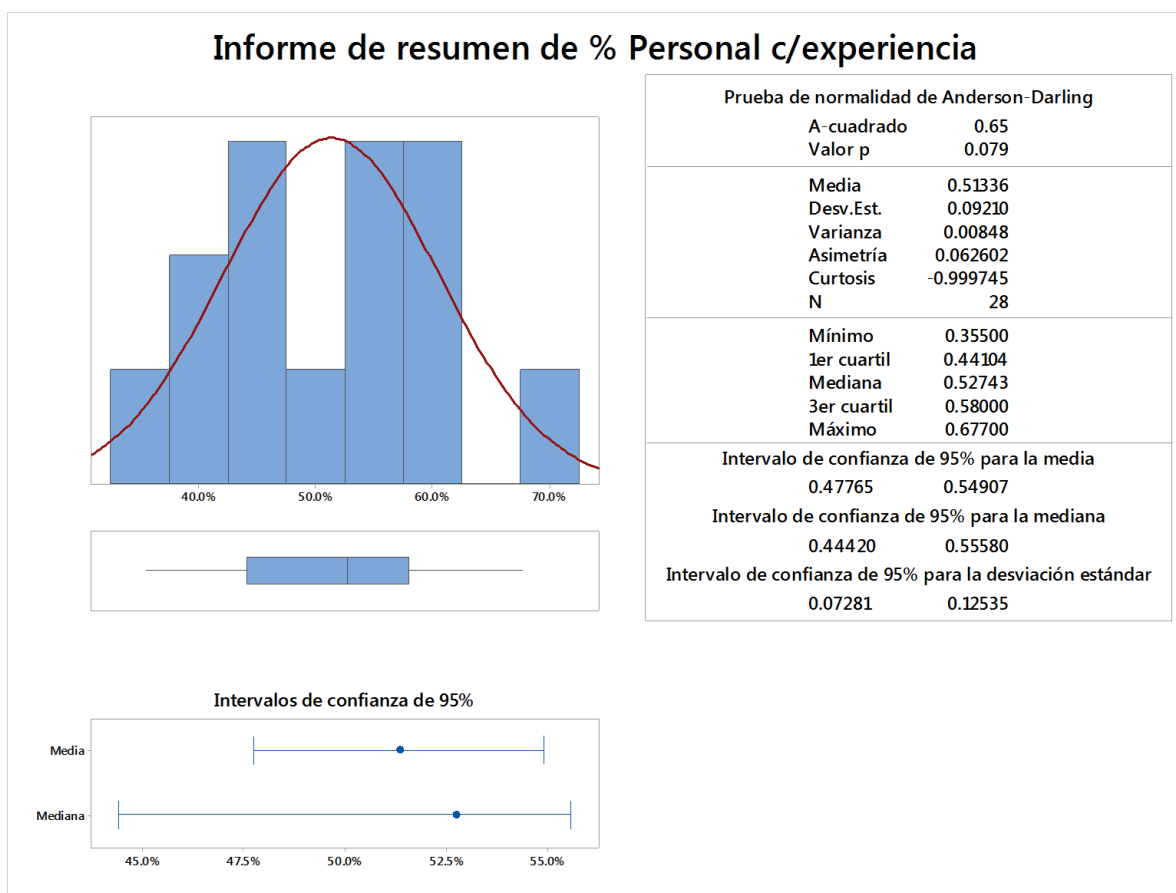 Informe de resumen de % Personal c/experiencia
40.0% 50.0% 60.0% 70.0%
Intervalos de confianza de 95%
Media
Mediana
45.0% 47.5% 50.0% 52.5% 55.0%
Prueba de normalidad de Anderson-Darling
A-cuadrado 0.65
Valor p 0.079
Media 0.51336
Desv.Est. 0.09210
Varianza 0.00848
Asimetría 0.062602
Curtosis -0.999745
N 28
Mínimo 0.35500
1er cuartil 0.44104
Mediana 0.52743
3er cuartil 0.58000
Máximo 0.67700
Intervalo de confianza de 95% para la media
0.47765 0.54907
Intervalo de confianza de 95% para la mediana
0.44420 0.55580
Intervalo de confianza de 95% para la desviación estándar
0.07281 0.12535